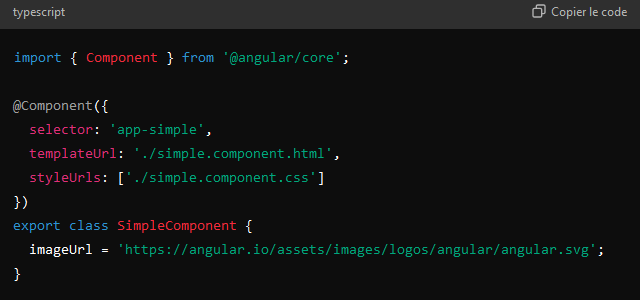 typescript
Copier le code
import { Component } from '@angular/core';
@Component({
selector: 'app-simple',
templateUrl: './simple.component.html',
styleUrls: ['./simple.component.css']
})
export class SimpleComponent {
imageUrl = 'https://angular.io/assets/images/logos/angular/angular.svg';
}